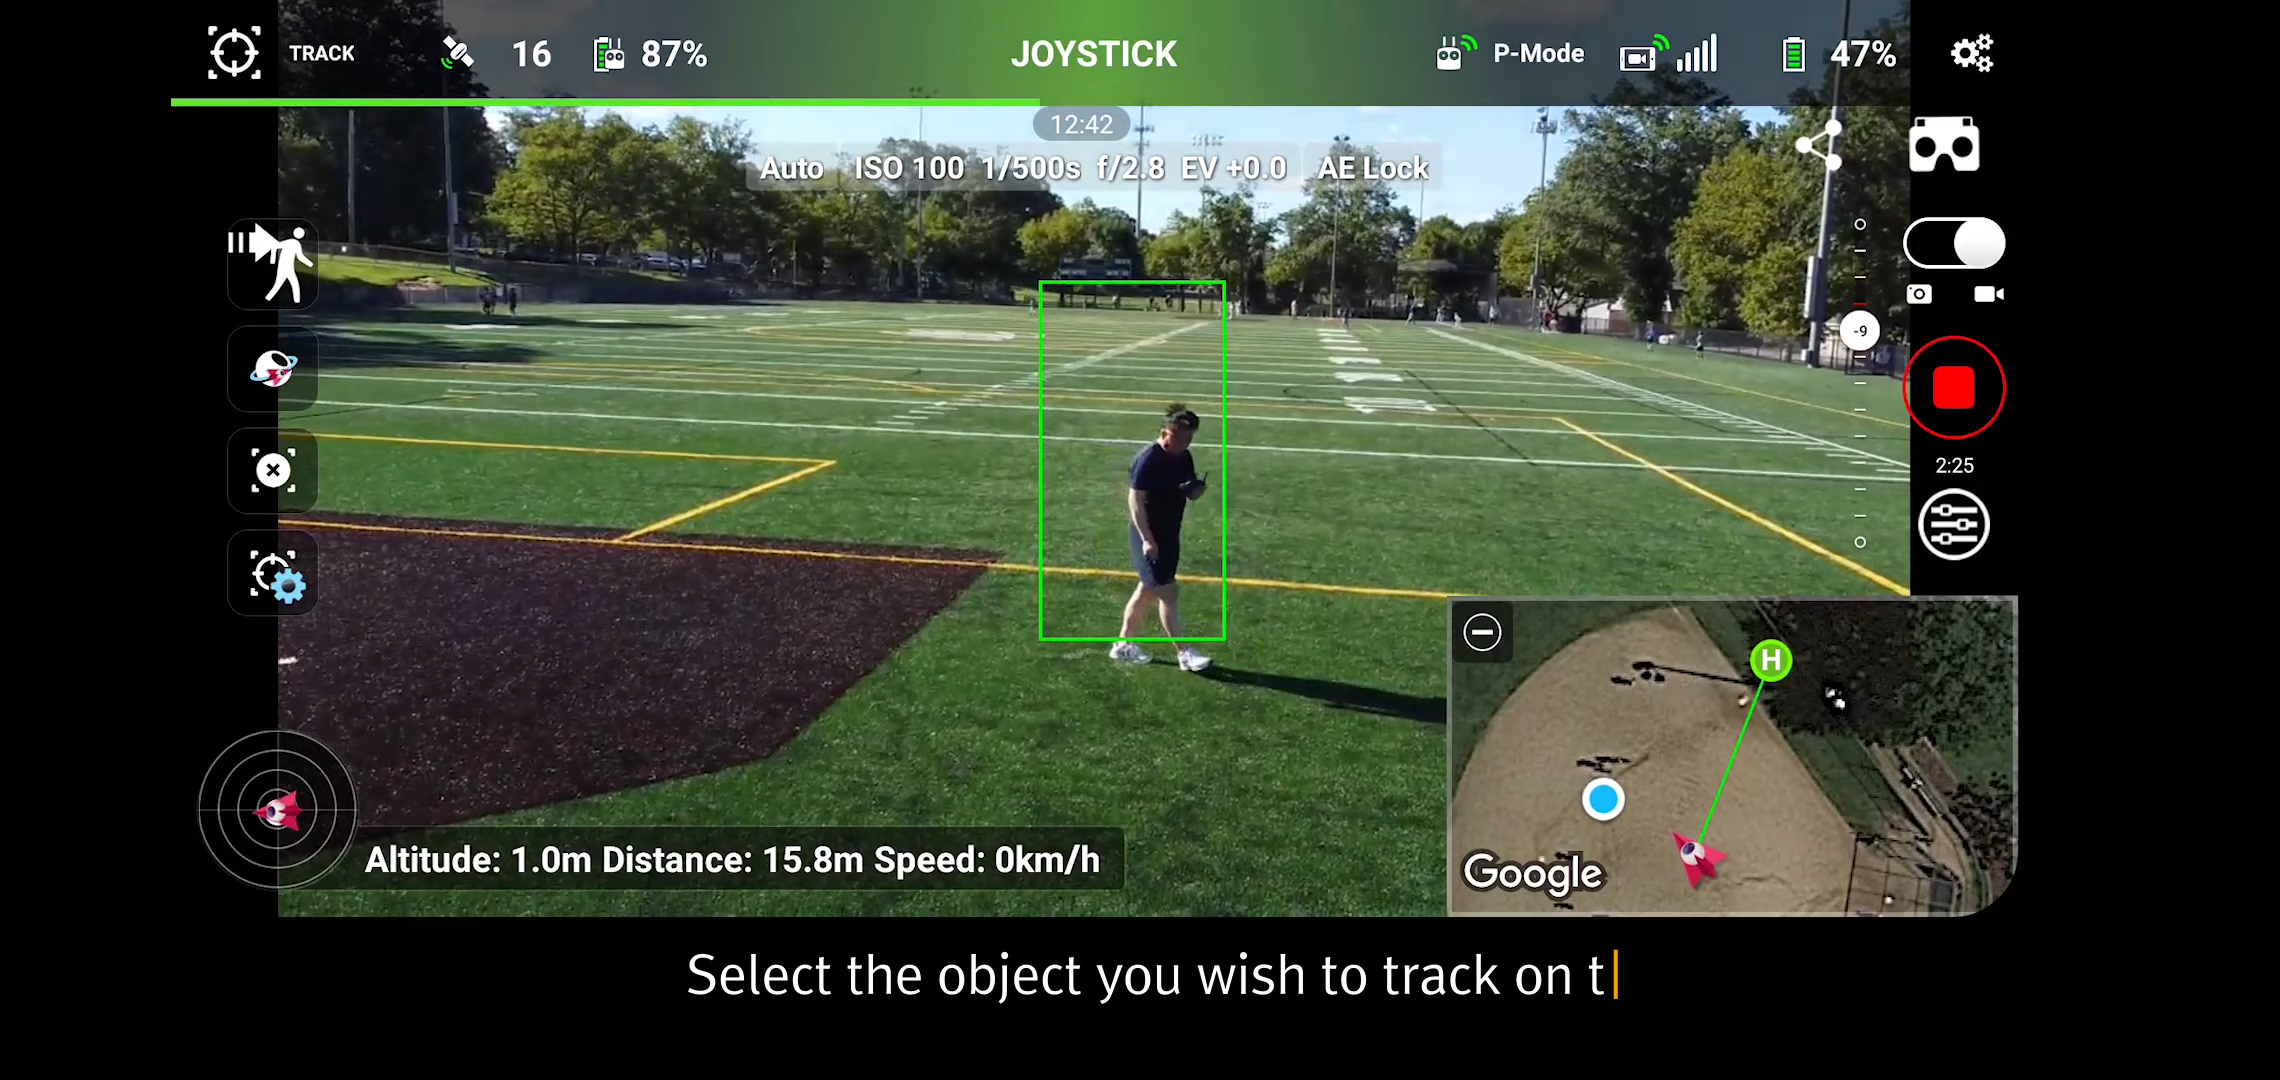 TRACK 16 87% JOYSTICK P-Mode 47%
12:42
Auto ISO 100 1/500s f/2.8 EV +0.0 AE Lock
-9
2:25
H
Altitude: 1.0m Distance: 15.8m Speed: 0km/h
Google
Select the object you wish to track on t